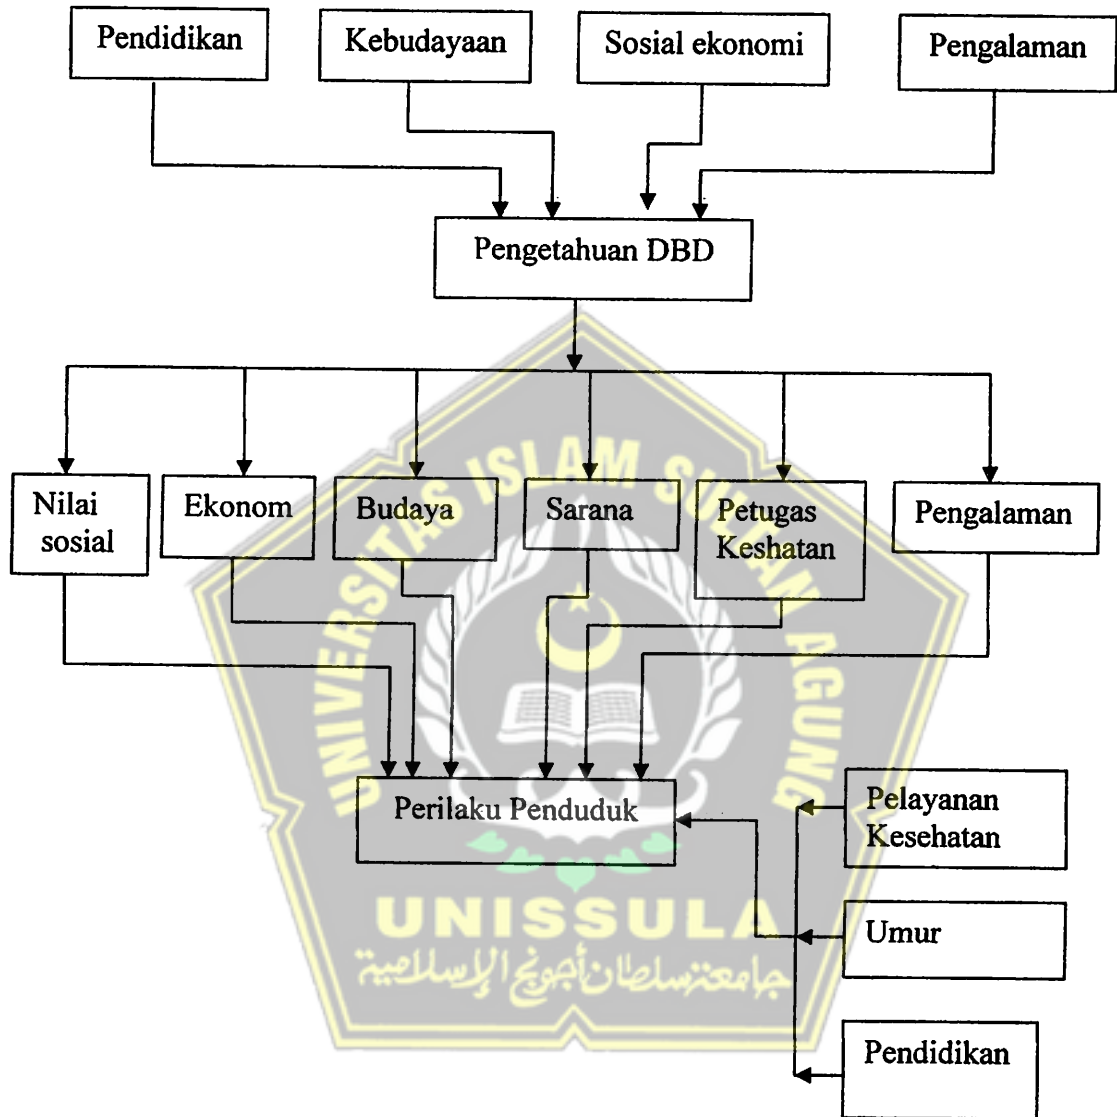 Pendidikan
Kebudayaan
Sosial ekonomi
Pengalaman
Pengetahuan DBD
Nilai
sosial
Ekonom
Budaya
Sarana
Petugas
Keshatan
Pengalaman
Perilaku Penduduk
Pelayanan
Kesehatan
Umur
Pendidikan
UNIVERSITAS ISLAM SULTAN AGUNG
UNISSULA
جامعة سلطان أجونج الإسلامية